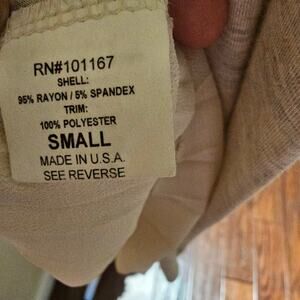 RN#101167
SHELL:
95% RAYON / 5% SPANDEX
TRIM:
100% POLYESTER
SMALL
MADE IN U.S.A.
SEE REVERSE